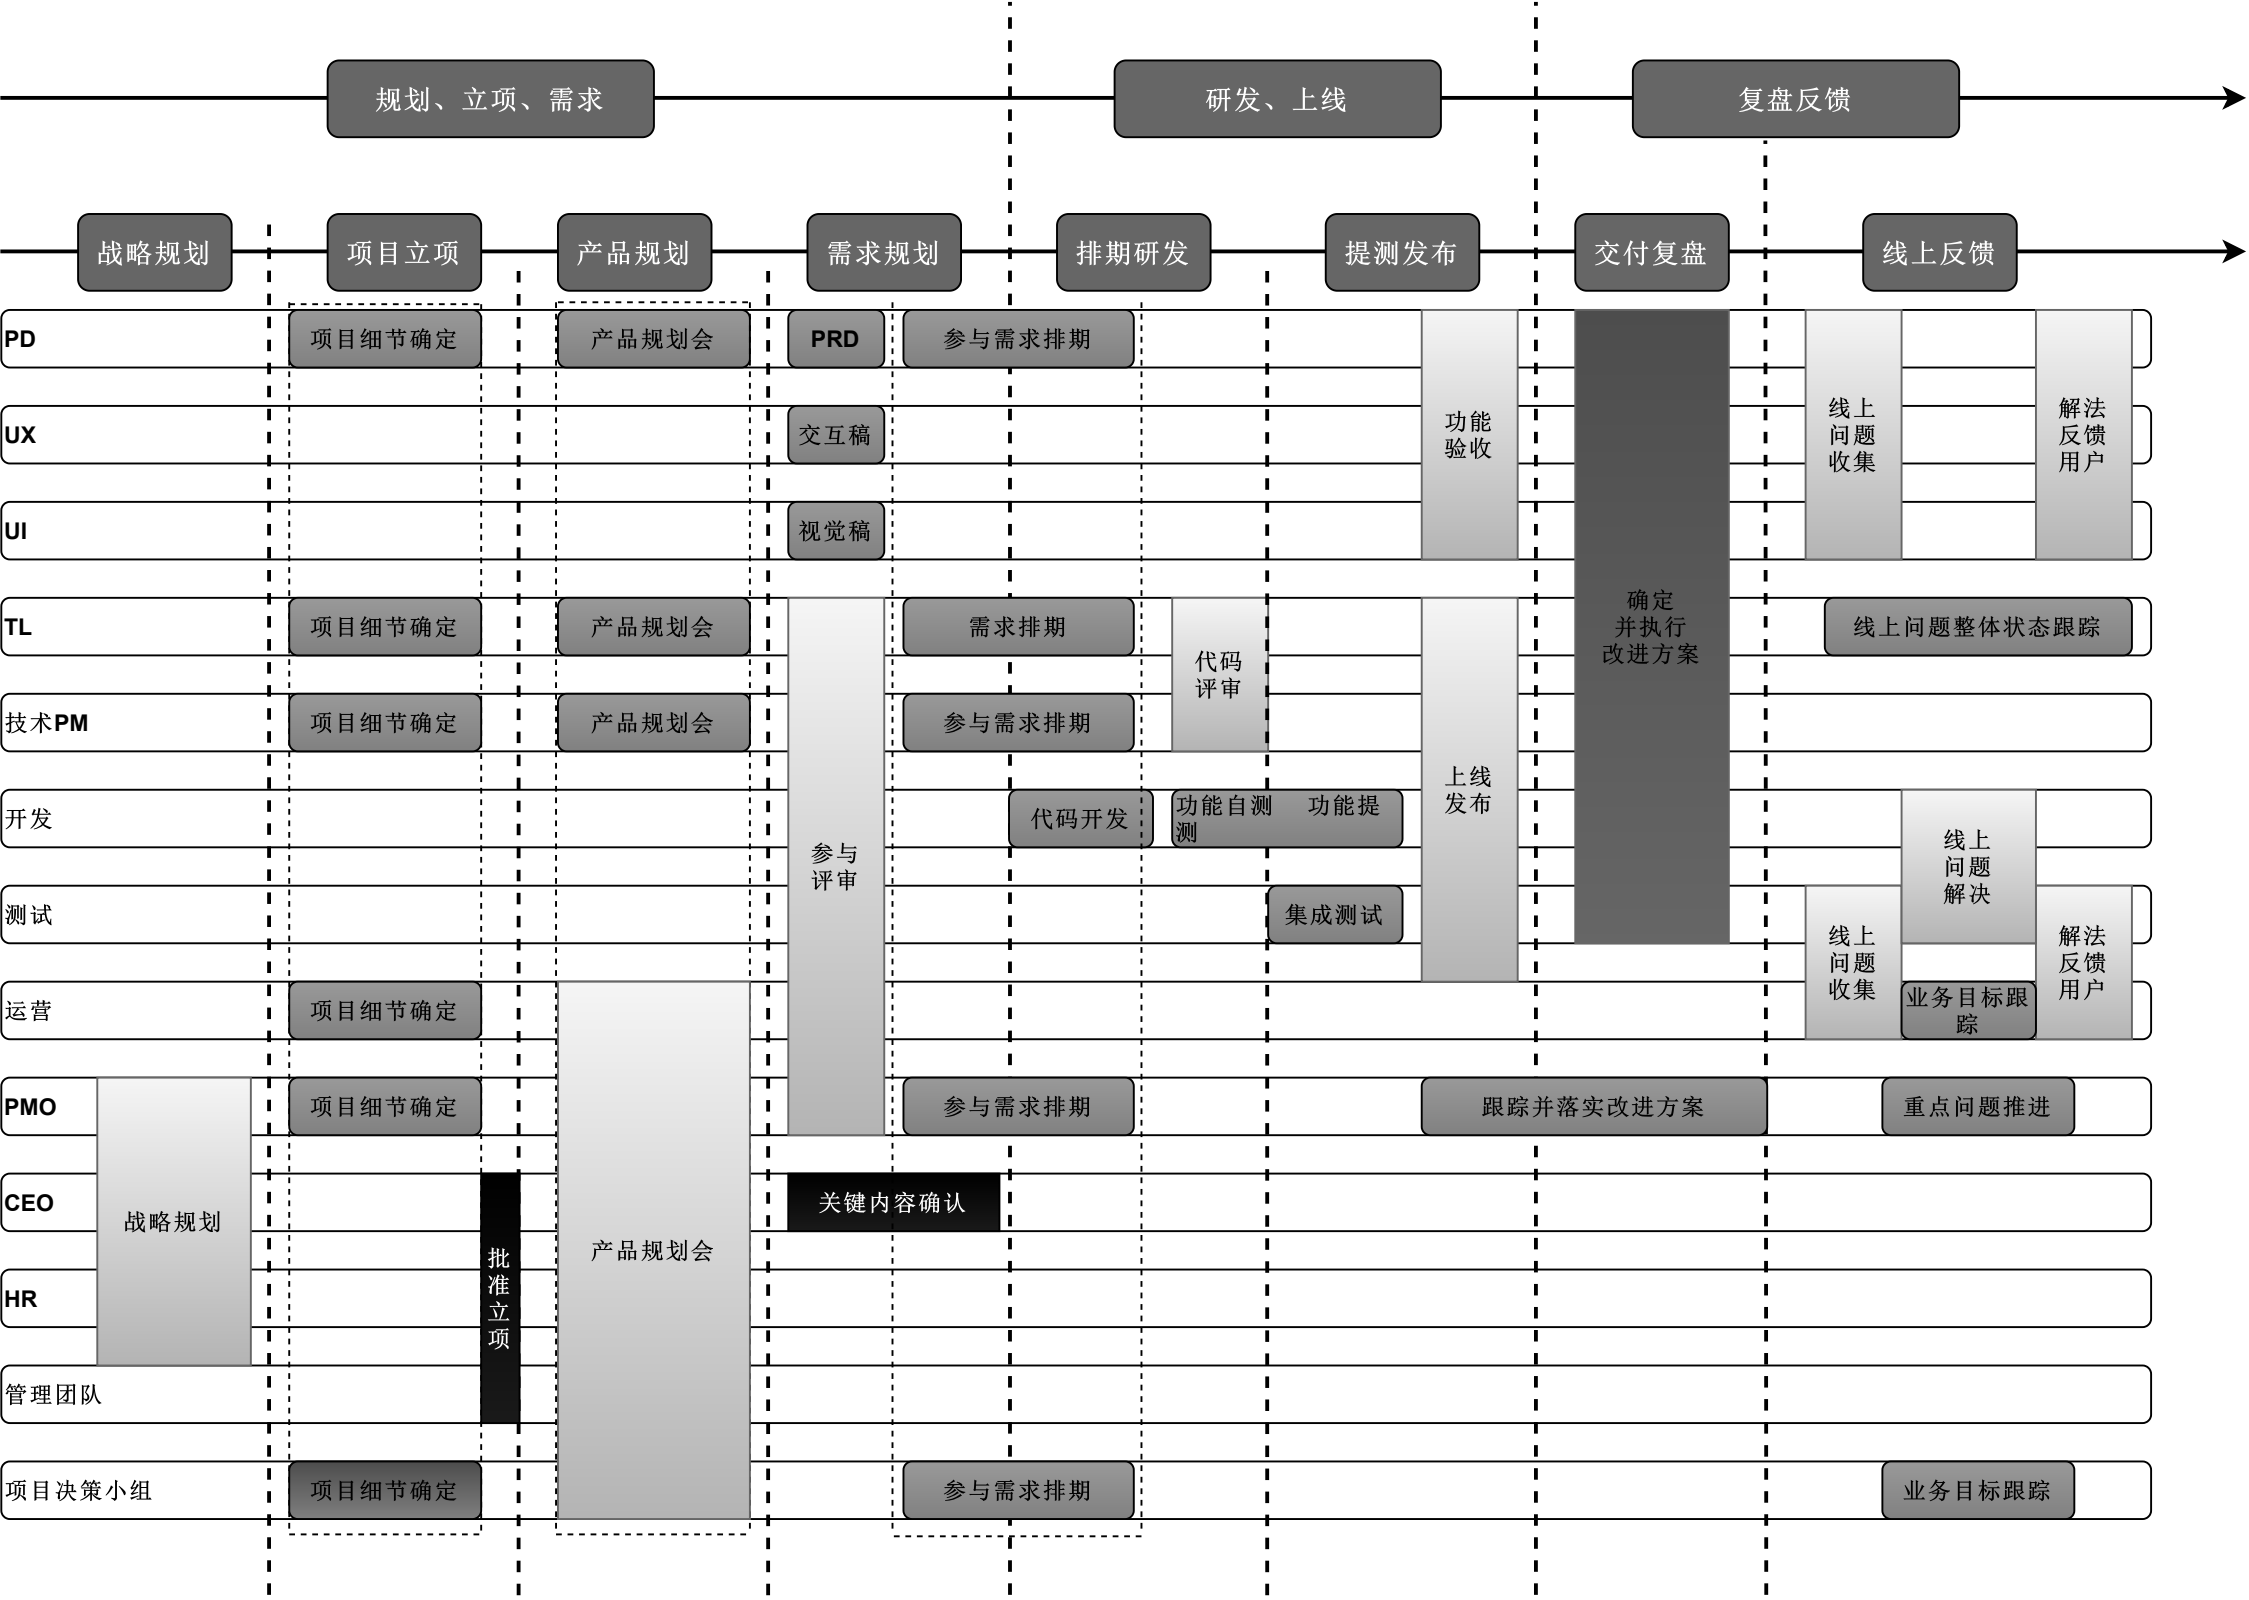 规划、立项、需求
研发、上线
复盘反馈
战略规划
项目立项
产品规划
需求规划
排期研发
提测发布
交付复盘
线上反馈
PD
项目细节确定
产品规划会
PRD
参与需求排期
功能
验收
线上
问题
收集
解法
反馈
用户
UX
交互稿
UI
视觉稿
确定
并执行
改进方案
TL
项目细节确定
产品规划会
需求排期
代码
评审
线上问题整体状态跟踪
技术PM
项目细节确定
产品规划会
参与需求排期
上线
发布
开发
参与
评审
代码开发
功能自测 功能提
测
线上
问题
解决
测试
集成测试
线上
问题
收集
解法
反馈
用户
运营
项目细节确定
业务目标跟
踪
PMO
项目细节确定
参与需求排期
跟踪并落实改进方案
重点问题推进
CEO
战略规划
批
准
立
项
产品规划会
关键内容确认
HR
管理团队
项目决策小组
项目细节确定
参与需求排期
业务目标跟踪